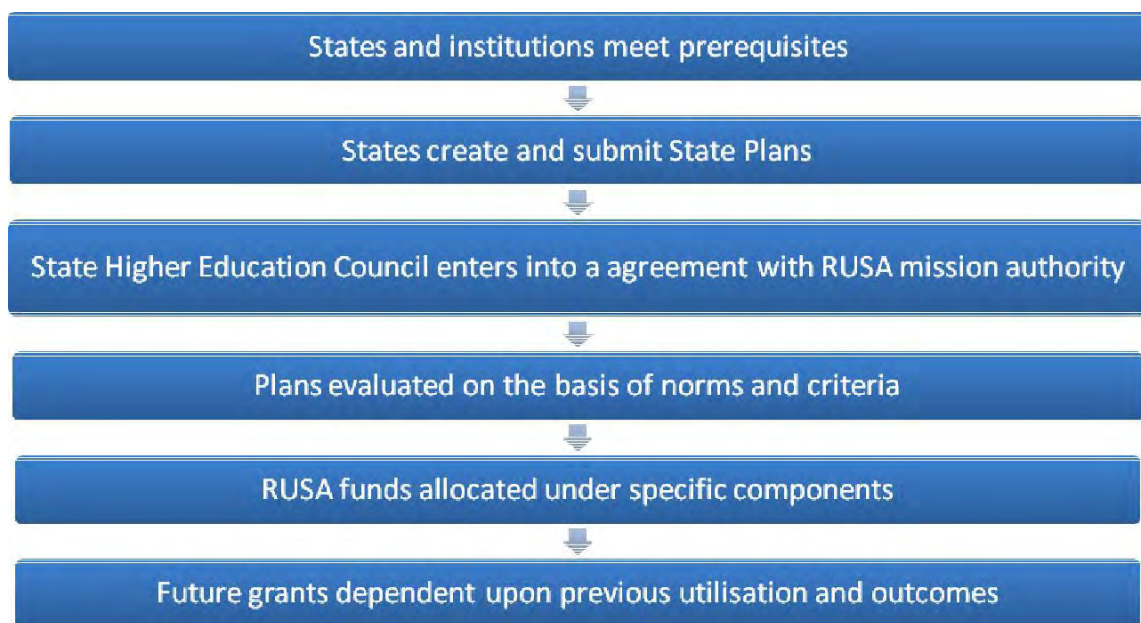 States and institutions meet prerequisites
States create and submit State Plans
State Higher Education Council enters into a agreement with RUSA mission authority
Plans evaluated on the basis of norms and criteria
RUSA funds allocated under specific components
Future grants dependent upon previous utilisation and outcomes